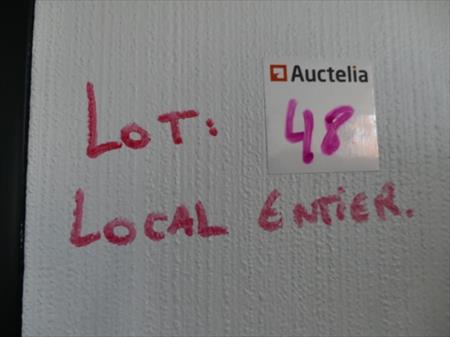 Auctelia
LOT: 48
LOCAL ENTIER.